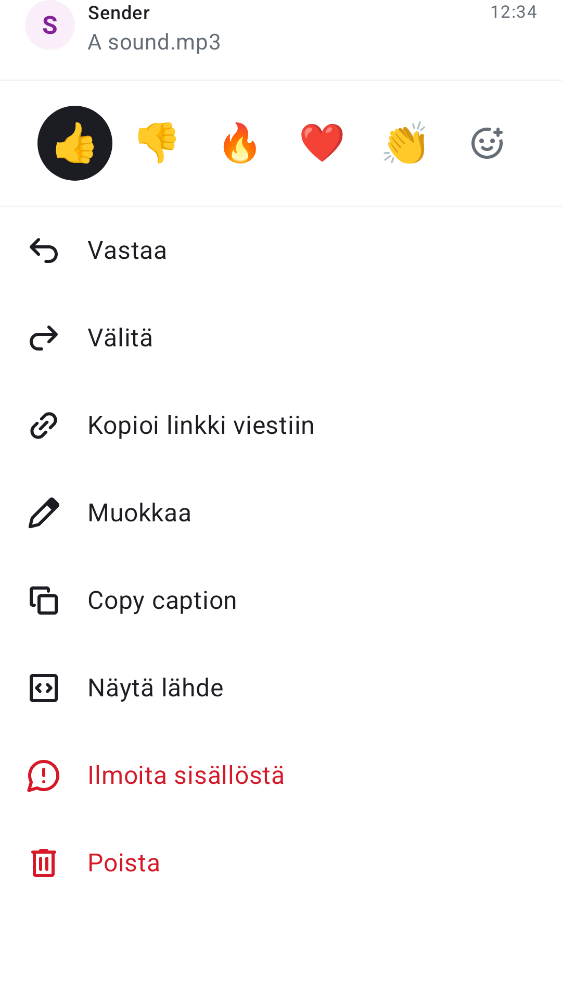 S
Sender
12:34
A sound.mp3
Vastaa
Välitä
Kopioi linkki viestiin
Muokkaa
Copy caption
Näytä lähde
Ilmoita sisällöstä
Poista